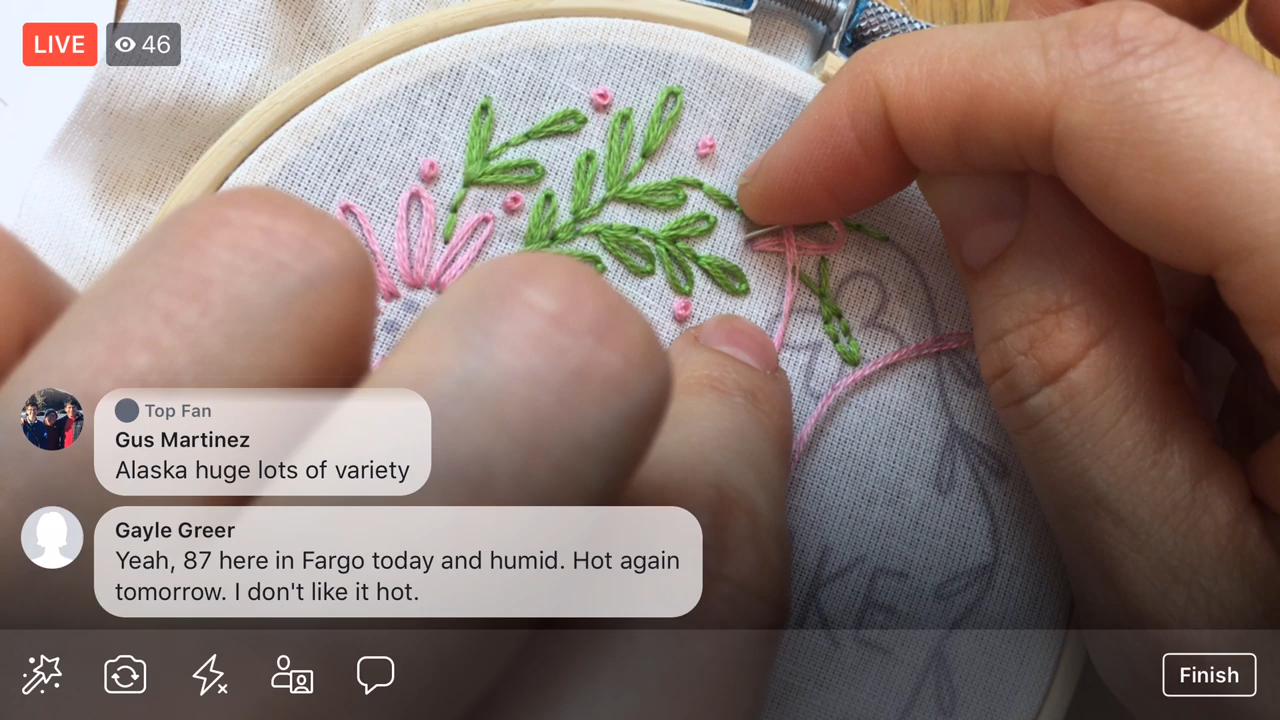 LIVE 46
Top Fan
Gus Martinez
Alaska huge lots of variety
Gayle Greer
Yeah, 87 here in Fargo today and humid. Hot again
tomorrow. I don't like it hot.
Finish